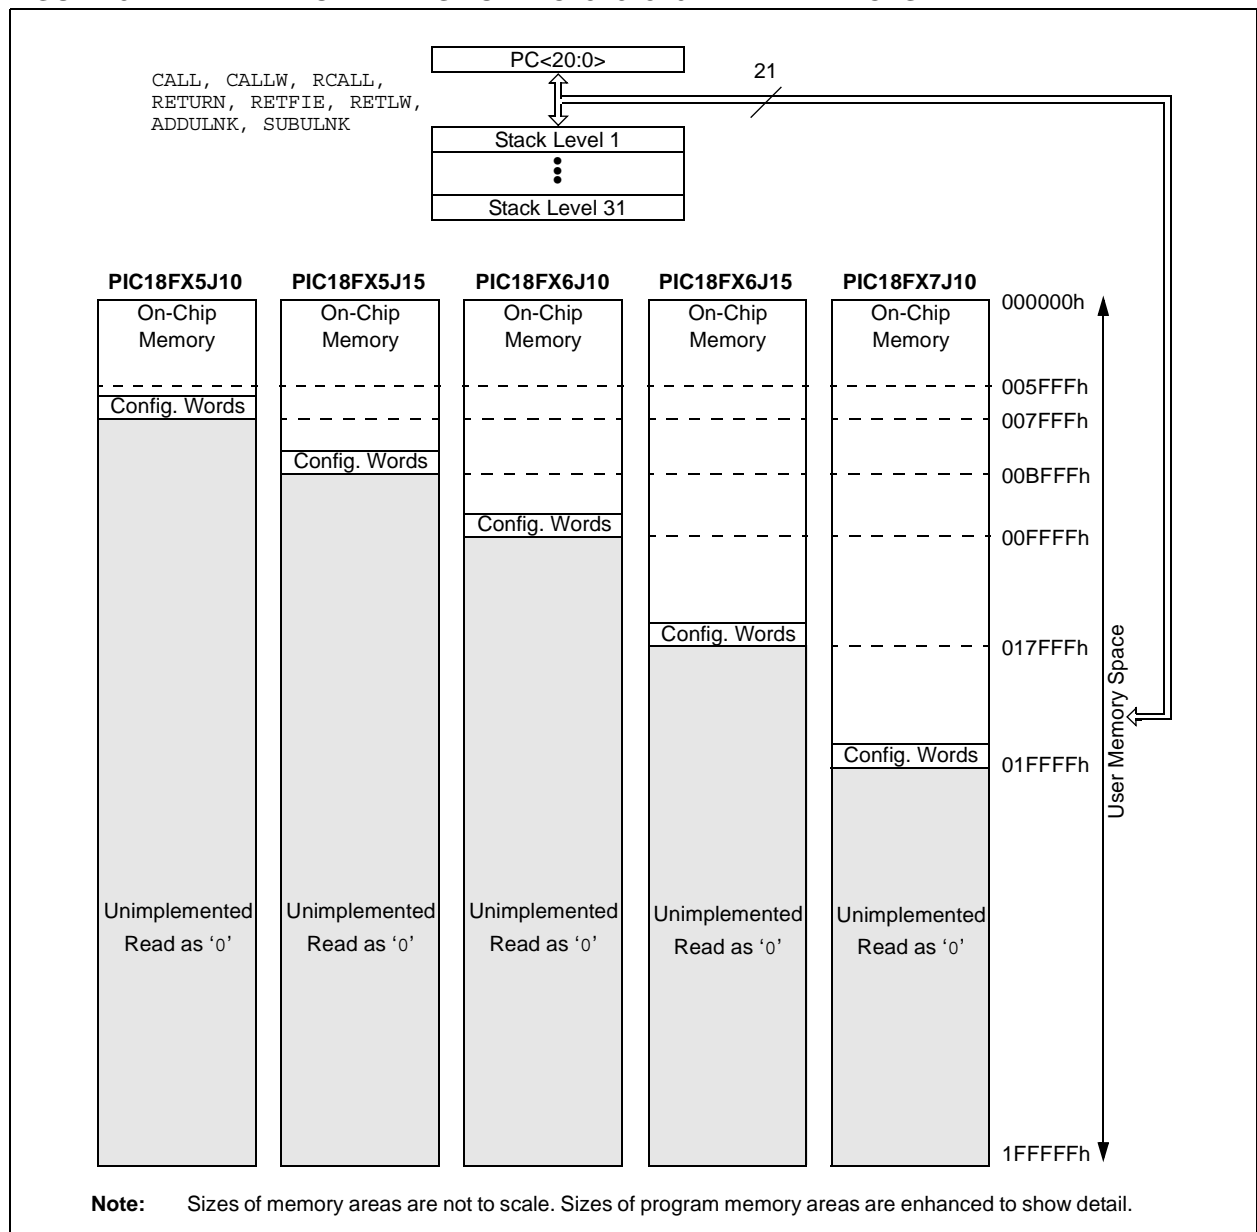 PC<20:0>
21
CALL, CALLW, RCALL,
RETURN, RETFIE, RETLW,
ADDULNK, SUBULNK
Stack Level 1
Stack Level 31
PIC18FX5J10
PIC18FX5J15
PIC18FX6J10
PIC18FX6J15
PIC18FX7J10
On-Chip
Memory
On-Chip
Memory
On-Chip
Memory
On-Chip
Memory
On-Chip
Memory
000000h
005FFFh
Config. Words
007FFFh
Config. Words
00BFFFh
Config. Words
00FFFFh
Config. Words
017FFFh
Config. Words
01FFFFh
User Memory Space
Unimplemented
Read as ‘0’
Unimplemented
Read as ‘0’
Unimplemented
Read as ‘0’
Unimplemented
Read as ‘0’
Unimplemented
Read as ‘0’
1FFFFFh
Note: Sizes of memory areas are not to scale. Sizes of program memory areas are enhanced to show detail.